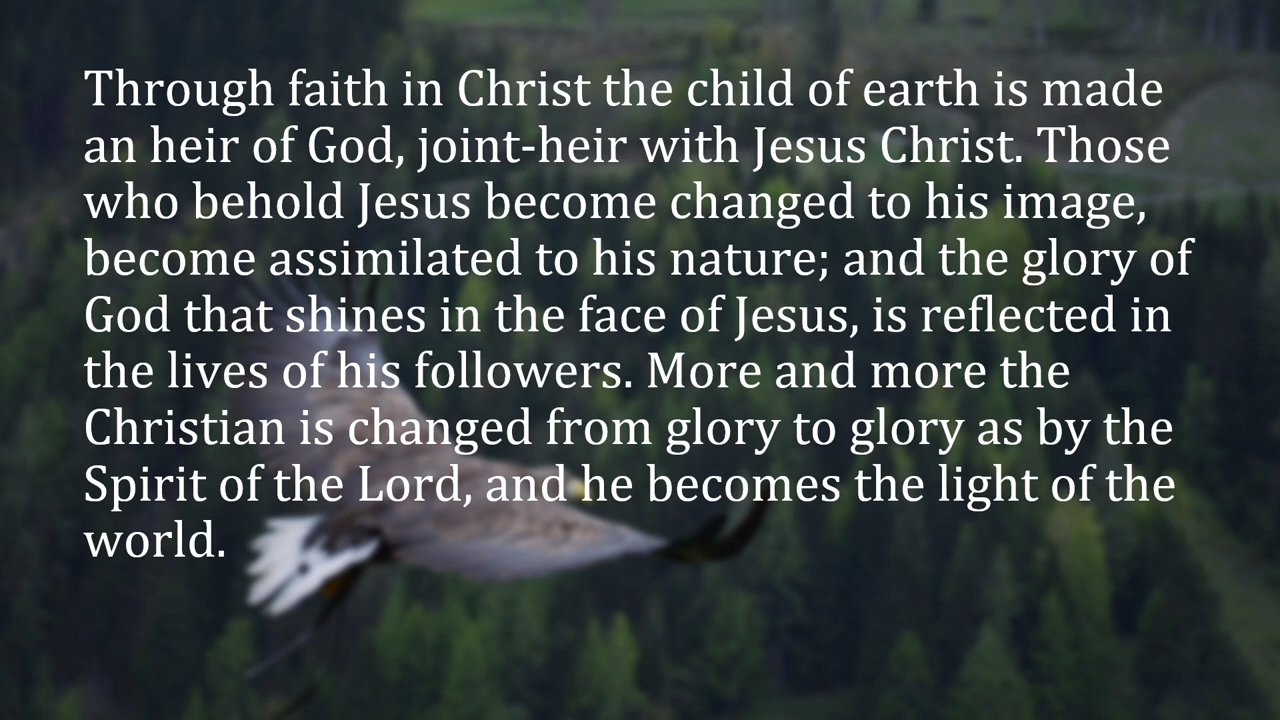 Through faith in Christ the child of earth is made
an heir of God, joint-heir with Jesus Christ. Those
who behold Jesus become changed to his image,
become assimilated to his nature; and the glory of
God that shines in the face of Jesus, is reflected in
the lives of his followers. More and more the
Christian is changed from glory to glory as by the
Spirit of the Lord, and he becomes the light of the
world.